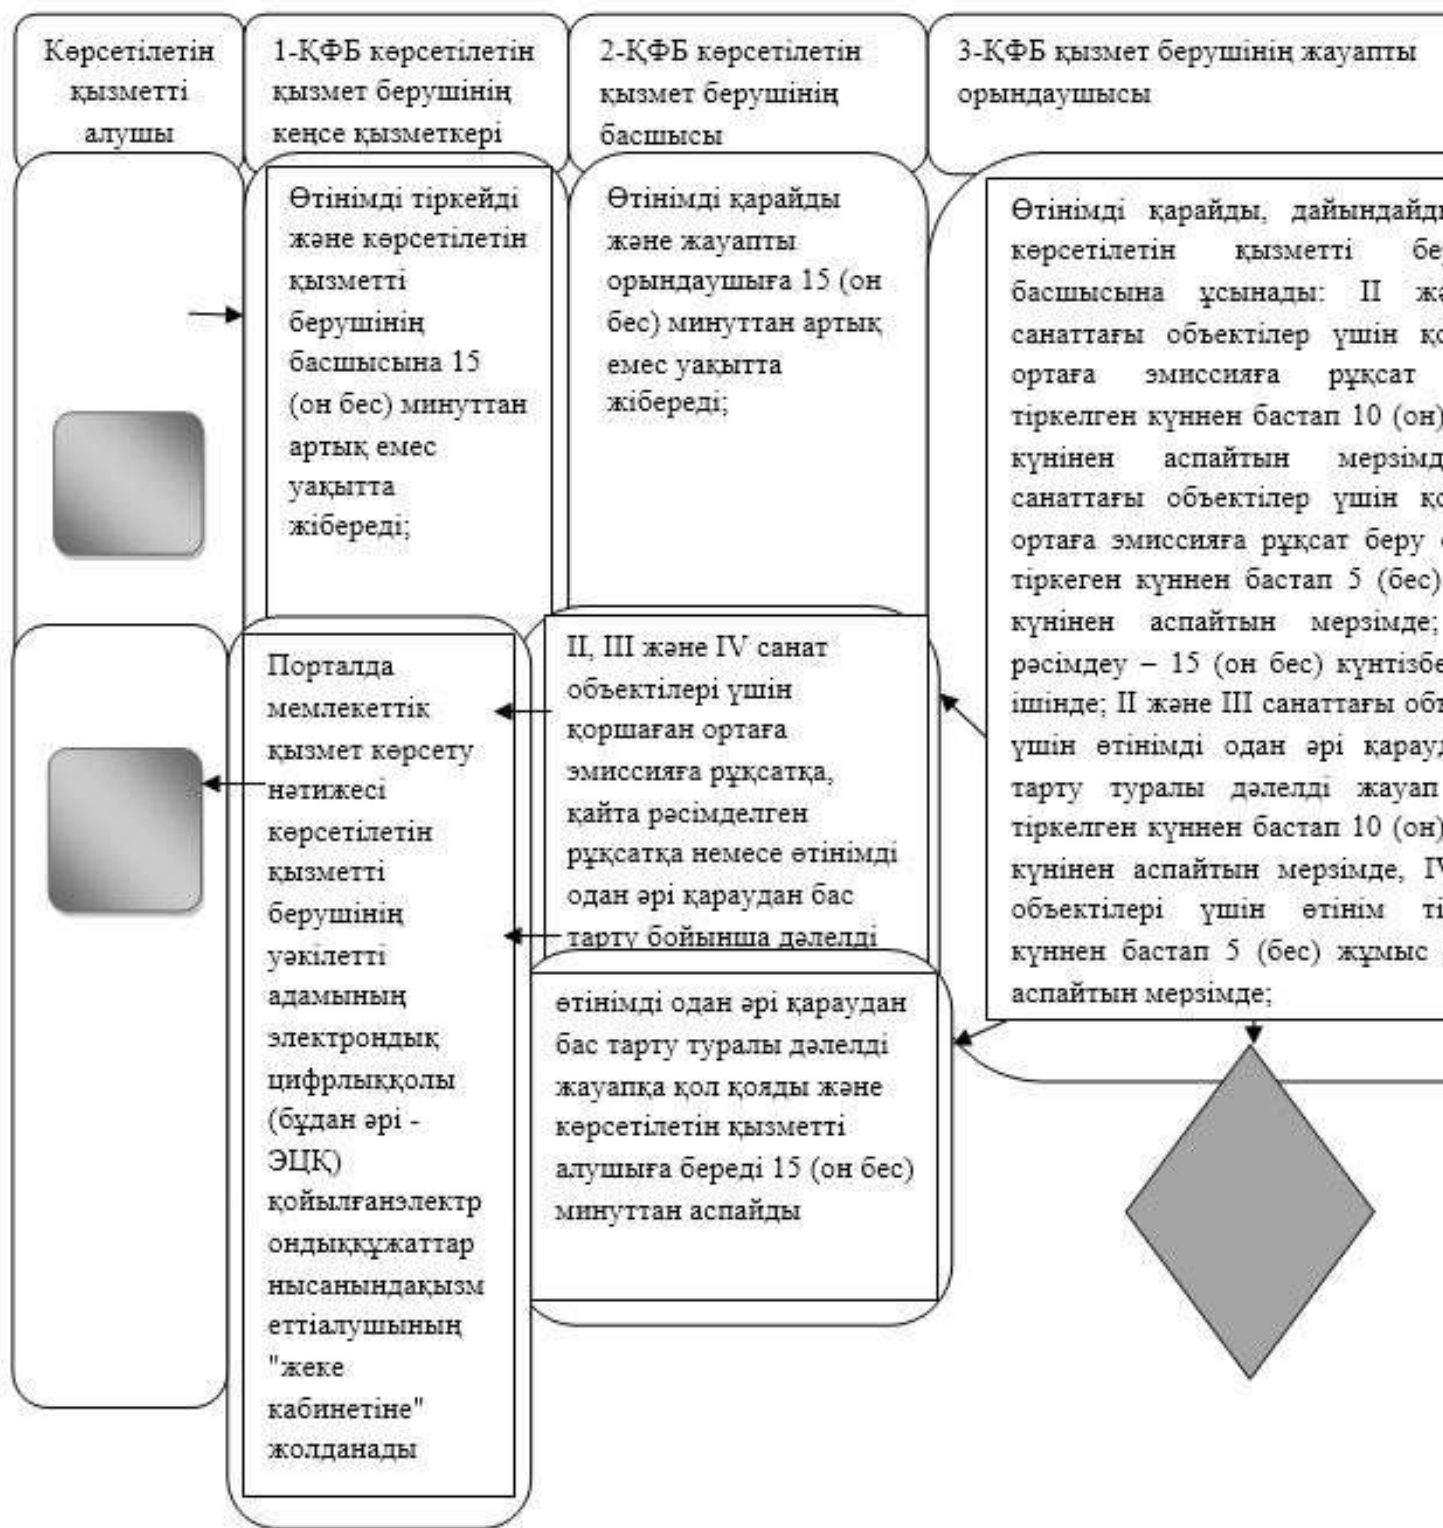 Көрсетілетін
қызметті
алушы
1-ҚФБ көрсетілетін
қызмет берушінің
кеңсе қызметкері
2-ҚФБ көрсетілетін
қызмет берушінің
басшысы
3-ҚФБ қызмет берушінің жауапты
орындаушысы
Өтінімді тіркейді
және көрсетілетін
қызметті
берушінің
басшысына 15
(он бес) минуттан
артық емес
уақытта
жібереді;
Өтінімді қарайды
және жауапты
орындаушыға 15 (он
бес) минуттан артық
емес уақытта
жібереді;
Өтінімді қарайды,
көрсетілетін қызметті
басшысына ұсынады: II
санаттағы объектілер үшін
ортаға эмиссияға рұқсат
тіркелген күннен бастап 10 (он)
күнінен аспайтын
санаттағы объектілер үшін
ортаға эмиссияға рұқсат беру
тіркеген күннен бастап 5 (бес)
күнінен аспайтын мерзімде;
рәсімдеу – 15 (он бес)
ішінде; II және III санаттағы
үшін өтінімді одан әрі
тарту туралы дәлелді жауап
тіркелген күннен бастап 10 (он)
күнінен аспайтын мерзімде,
объектілері үшін өтінім
күннен бастап 5 (бес) жұмыс
аспайтын мерзімде;
Порталда
мемлекеттік
қызмет көрсету
нәтижесі
көрсетілетін
қызметті
берушінің
уәкілетті
адамының
электрондық
цифрлыққолы
(бұдан әрі -
ЭЦҚ)
қойылғанэлектр
ондыққұжаттар
нысанындақызм
еттіалушының
"жеке
кабинетіне"
жолданады
II, III және IV санат
объектілері үшін
қоршаған ортаға
эмиссияға рұқсатқа,
қайта рәсімделген
рұқсатқа немесе өтінімді
одан әрі қараудан бас
тарту бойынша дәлелді
өтінімді одан әрі қараудан
бас тарту туралы дәлелді
жауапқа қол қояды және
көрсетілетін қызметті
алушыға береді 15 (он бес)
минуттан аспайды